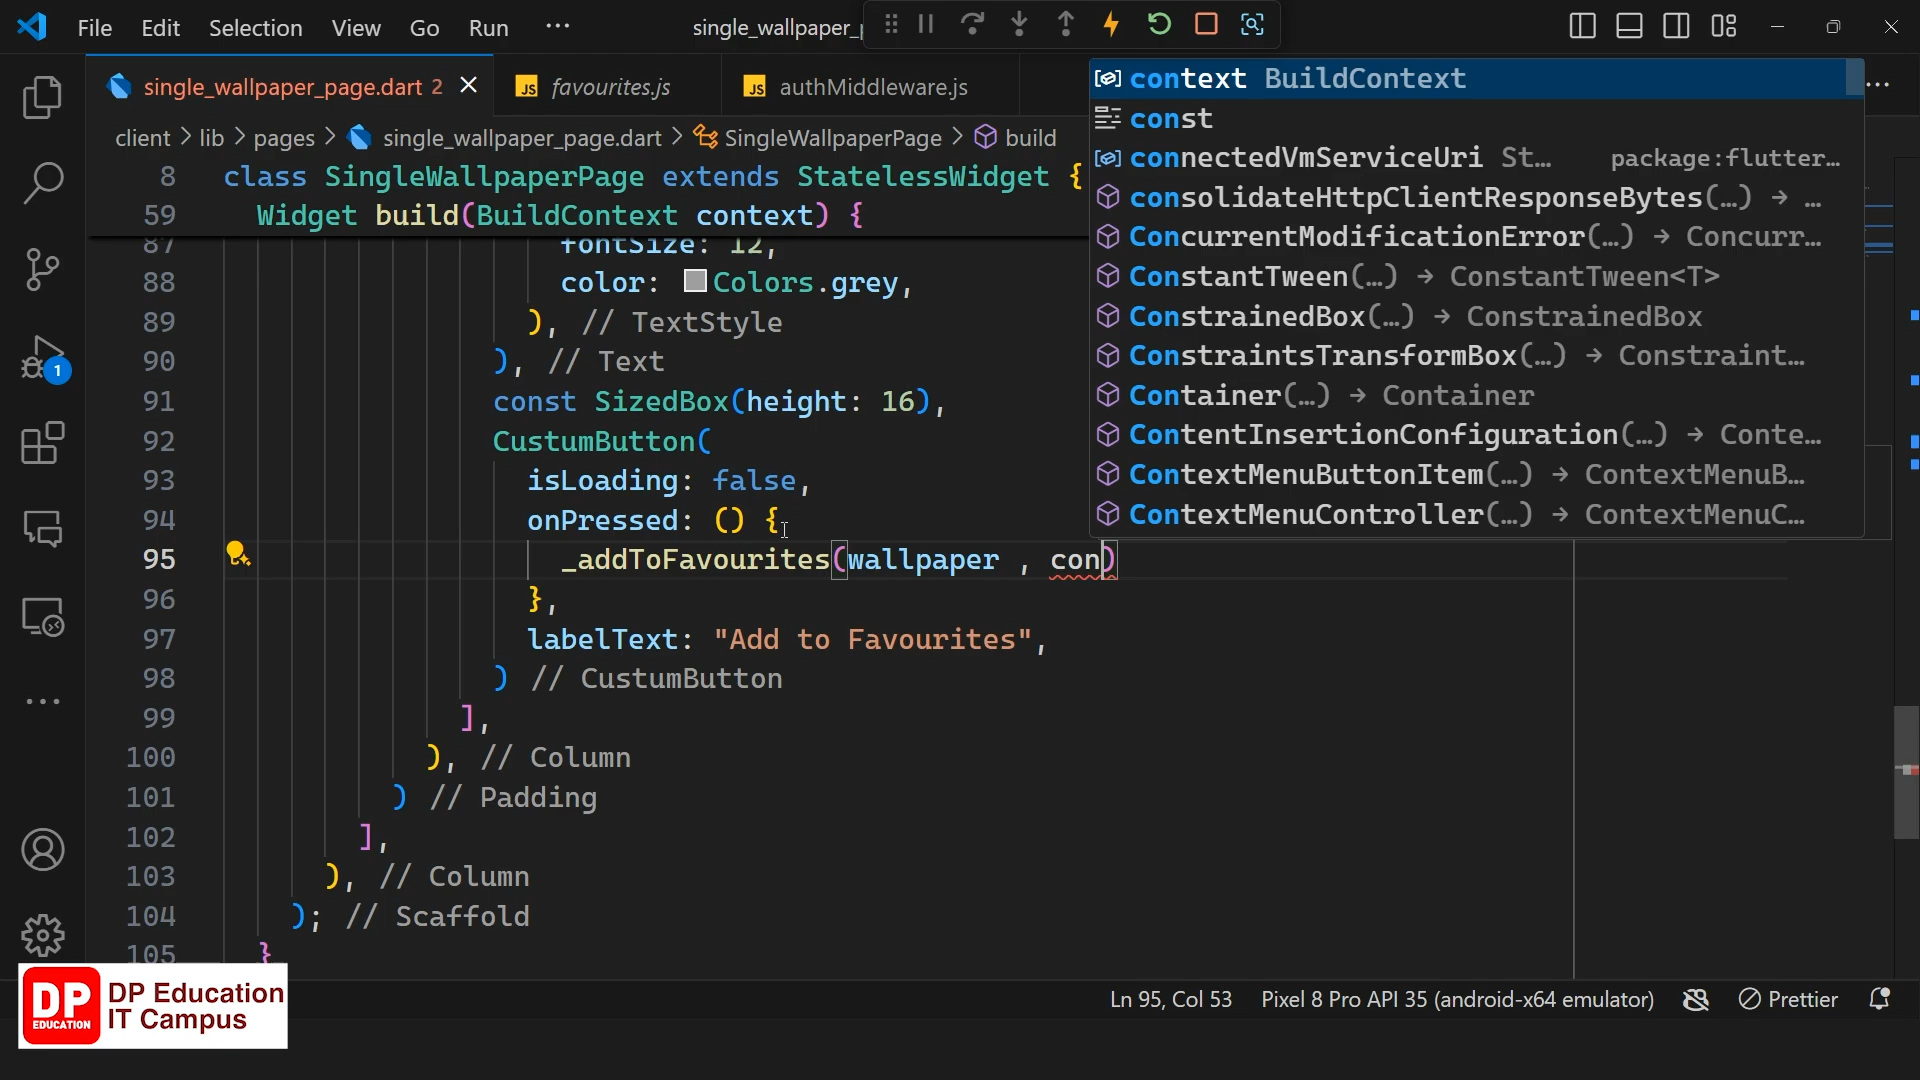 File Edit Selection View Go Run ··· single_wallpaper_p
single_wallpaper_page.dart 2 favourites.js authMiddleware.js ···
client > lib > pages > single_wallpaper_page.dart > SingleWallpaperPage > build
8 class SingleWallpaperPage extends StatelessWidget {
59 Widget build(BuildContext context) {
87 fontSize: 12,
88 color: Colors.grey,
89 ), // TextStyle
90 ), // Text
91 const SizedBox(height: 16),
92 CustumButton(
93 isLoading: false,
94 onPressed: () {
95 _addToFavourites(wallpaper , con)
96 },
97 labelText: "Add to Favourites",
98 ) // CustumButton
99 ],
100 ), // Column
101 ) // Padding
102 ],
103 ), // Column
104 ); // Scaffold
105 }
context BuildContext
const
connectedVmServiceUri St… package:flutter…
consolidateHttpClientResponseBytes(…) → …
ConcurrentModificationError(…) → Concurr…
ConstantTween(…) → ConstantTween<T>
ConstrainedBox(…) → ConstrainedBox
ConstraintsTransformBox(…) → Constraint…
Container(…) → Container
ContentInsertionConfiguration(…) → Conte…
ContextMenuButtonItem(…) → ContextMenuB…
ContextMenuController(…) → ContextMenuC…
1
DP EDUCATION
DP Education
IT Campus
Ln 95, Col 53 Pixel 8 Pro API 35 (android-x64 emulator) Prettier